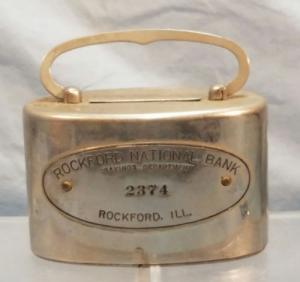 ROCKFORD NATIONAL BANK
SAVINGS DEPARTMENT
2374
ROCKFORD. ILL.